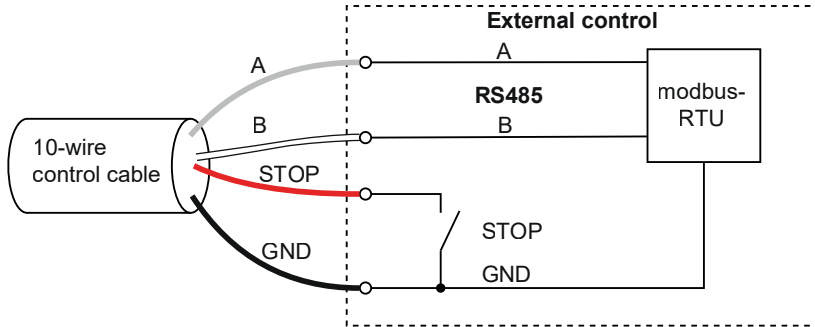 External control
A
A
RS485
modbus-
RTU
B
B
10-wire
control cable
STOP
STOP
GND
GND